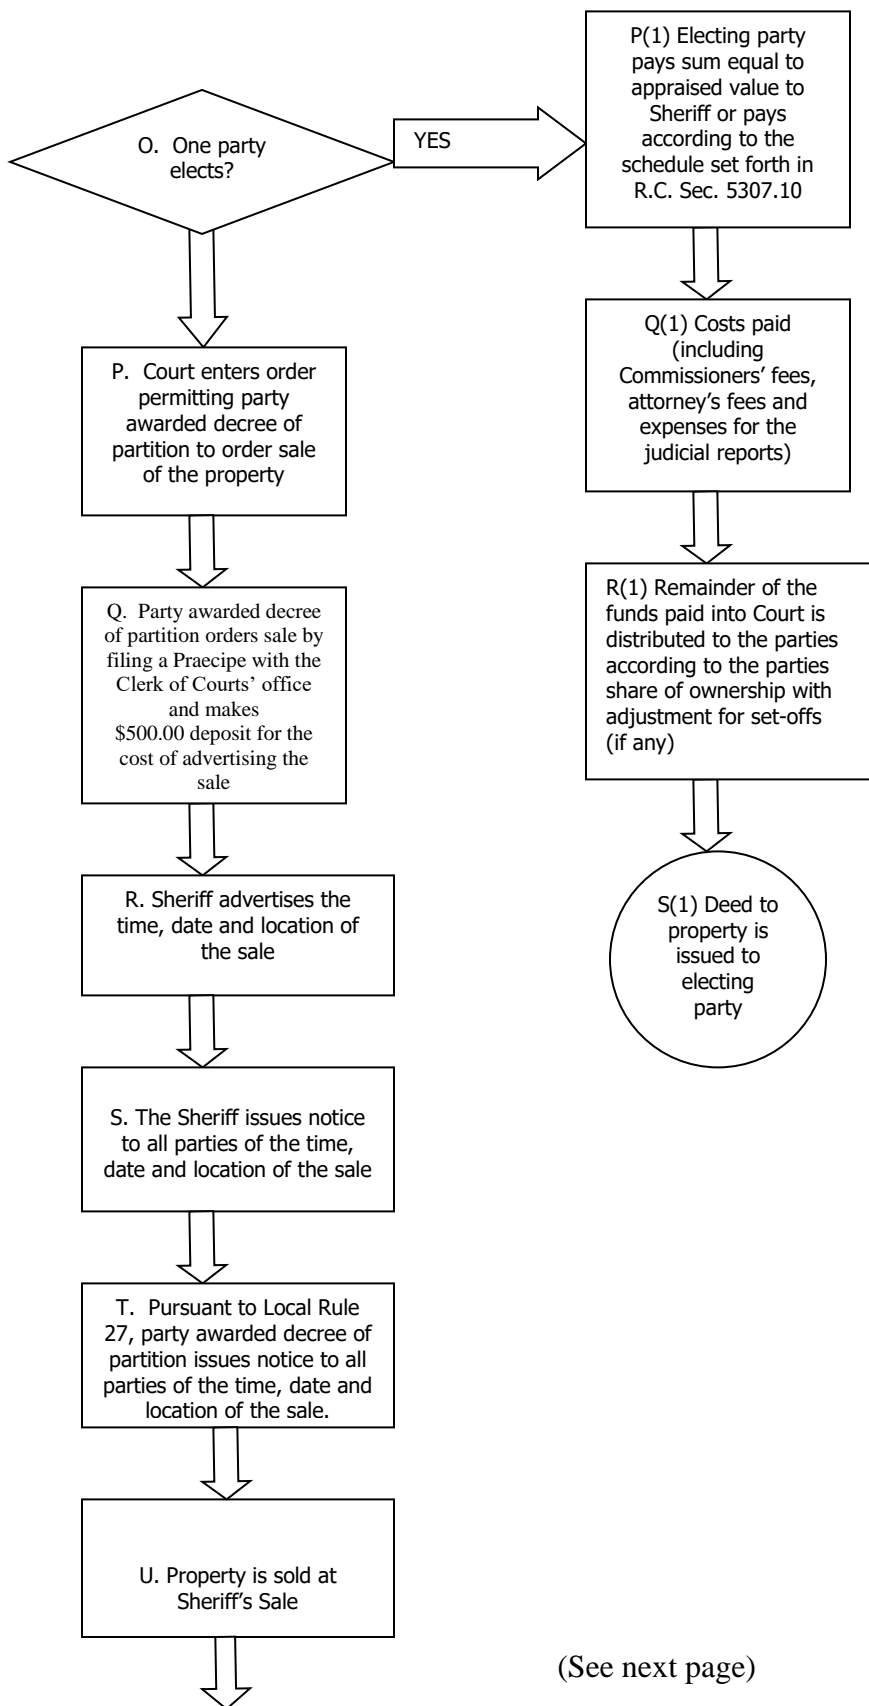 O. One party
elects?
YES
P(1) Electing party
pays sum equal to
appraised value to
Sheriff or pays
according to the
schedule set forth in
R.C. Sec. 5307.10
P. Court enters order
permitting party
awarded decree of
partition to order sale
of the property
Q(1) Costs paid
(including
Commissioners’ fees,
attorney’s fees and
expenses for the
judicial reports)
Q. Party awarded decree
of partition orders sale by
filing a Praecipe with the
Clerk of Courts’ office
and makes
$500.00 deposit for the
cost of advertising the
sale
R(1) Remainder of the
funds paid into Court is
distributed to the parties
according to the parties
share of ownership with
adjustment for set-offs
(if any)
R. Sheriff advertises the
time, date and location of
the sale
S(1) Deed to
property is
issued to
electing
party
S. The Sheriff issues notice
to all parties of the time,
date and location of the sale
T. Pursuant to Local Rule
27, party awarded decree of
partition issues notice to all
parties of the time, date and
location of the sale.
U. Property is sold at
Sheriff’s Sale
(See next page)